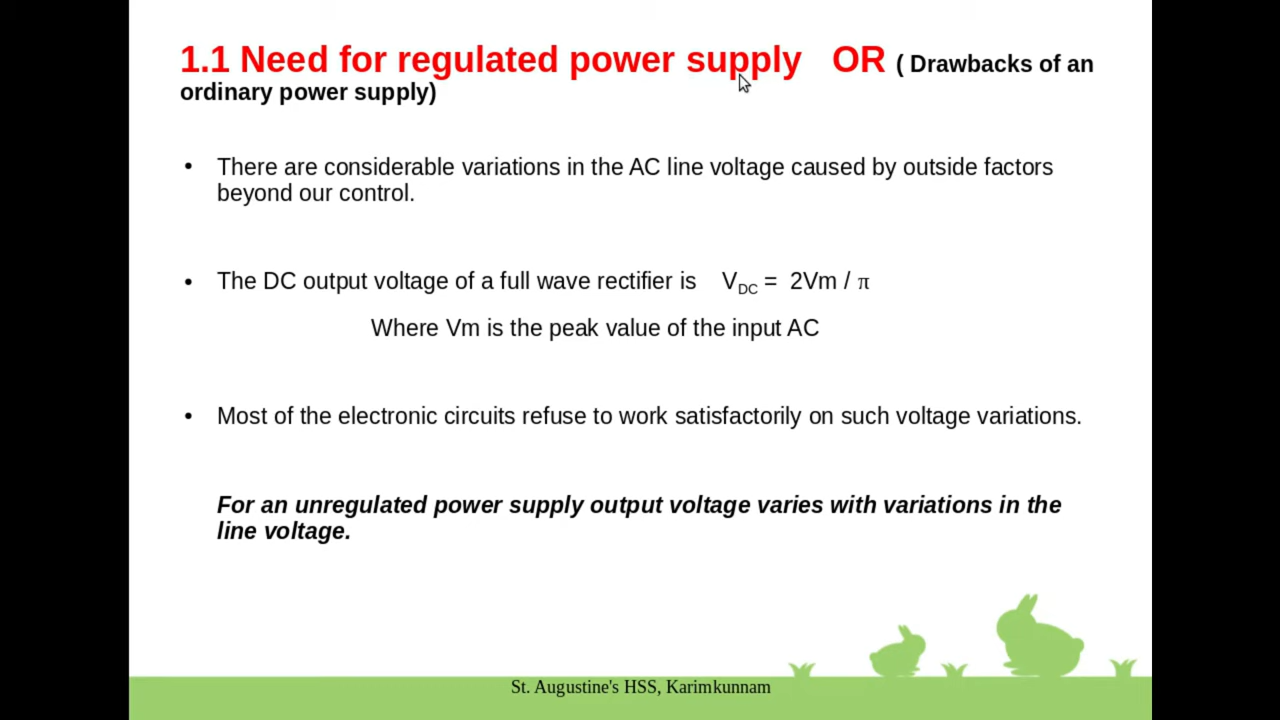 1.1 Need for regulated power supply OR ( Drawbacks of an
ordinary power supply)
• There are considerable variations in the AC line voltage caused by outside factors
beyond our control.
• The DC output voltage of a full wave rectifier is V_DC = 2Vm / π
Where Vm is the peak value of the input AC
• Most of the electronic circuits refuse to work satisfactorily on such voltage variations.
For an unregulated power supply output voltage varies with variations in the
line voltage.
St. Augustine's HSS, Karimkunnam